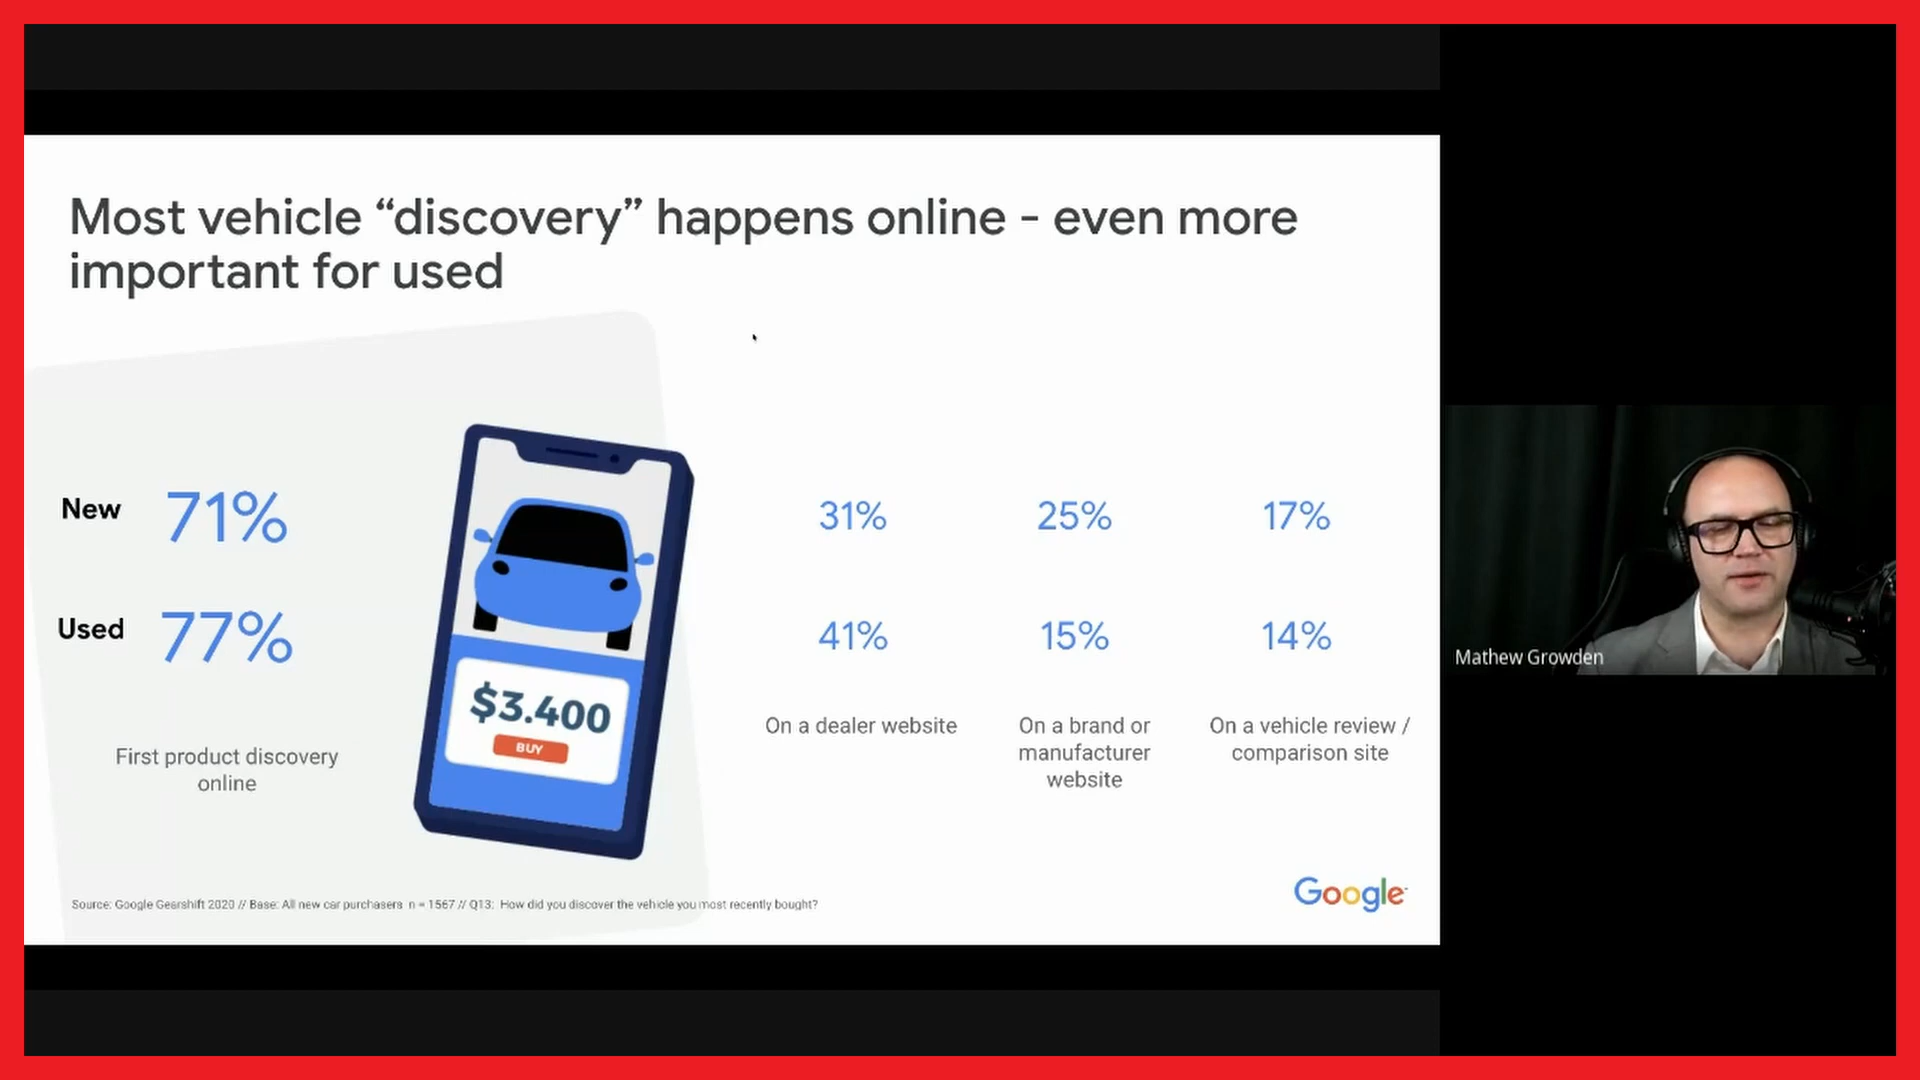 Most vehicle “discovery” happens online - even more
important for used
New 71%
31% 25% 17%
Used 77%
41% 15% 14%
$3.400
BUY
First product discovery
online
On a dealer website
On a brand or
manufacturer
website
On a vehicle review /
comparison site
Source: Google Gearshift 2020 // Base: All new car purchasers n = 1567 // Q13: How did you discover the vehicle you most recently bought?
Google
Mathew Growden